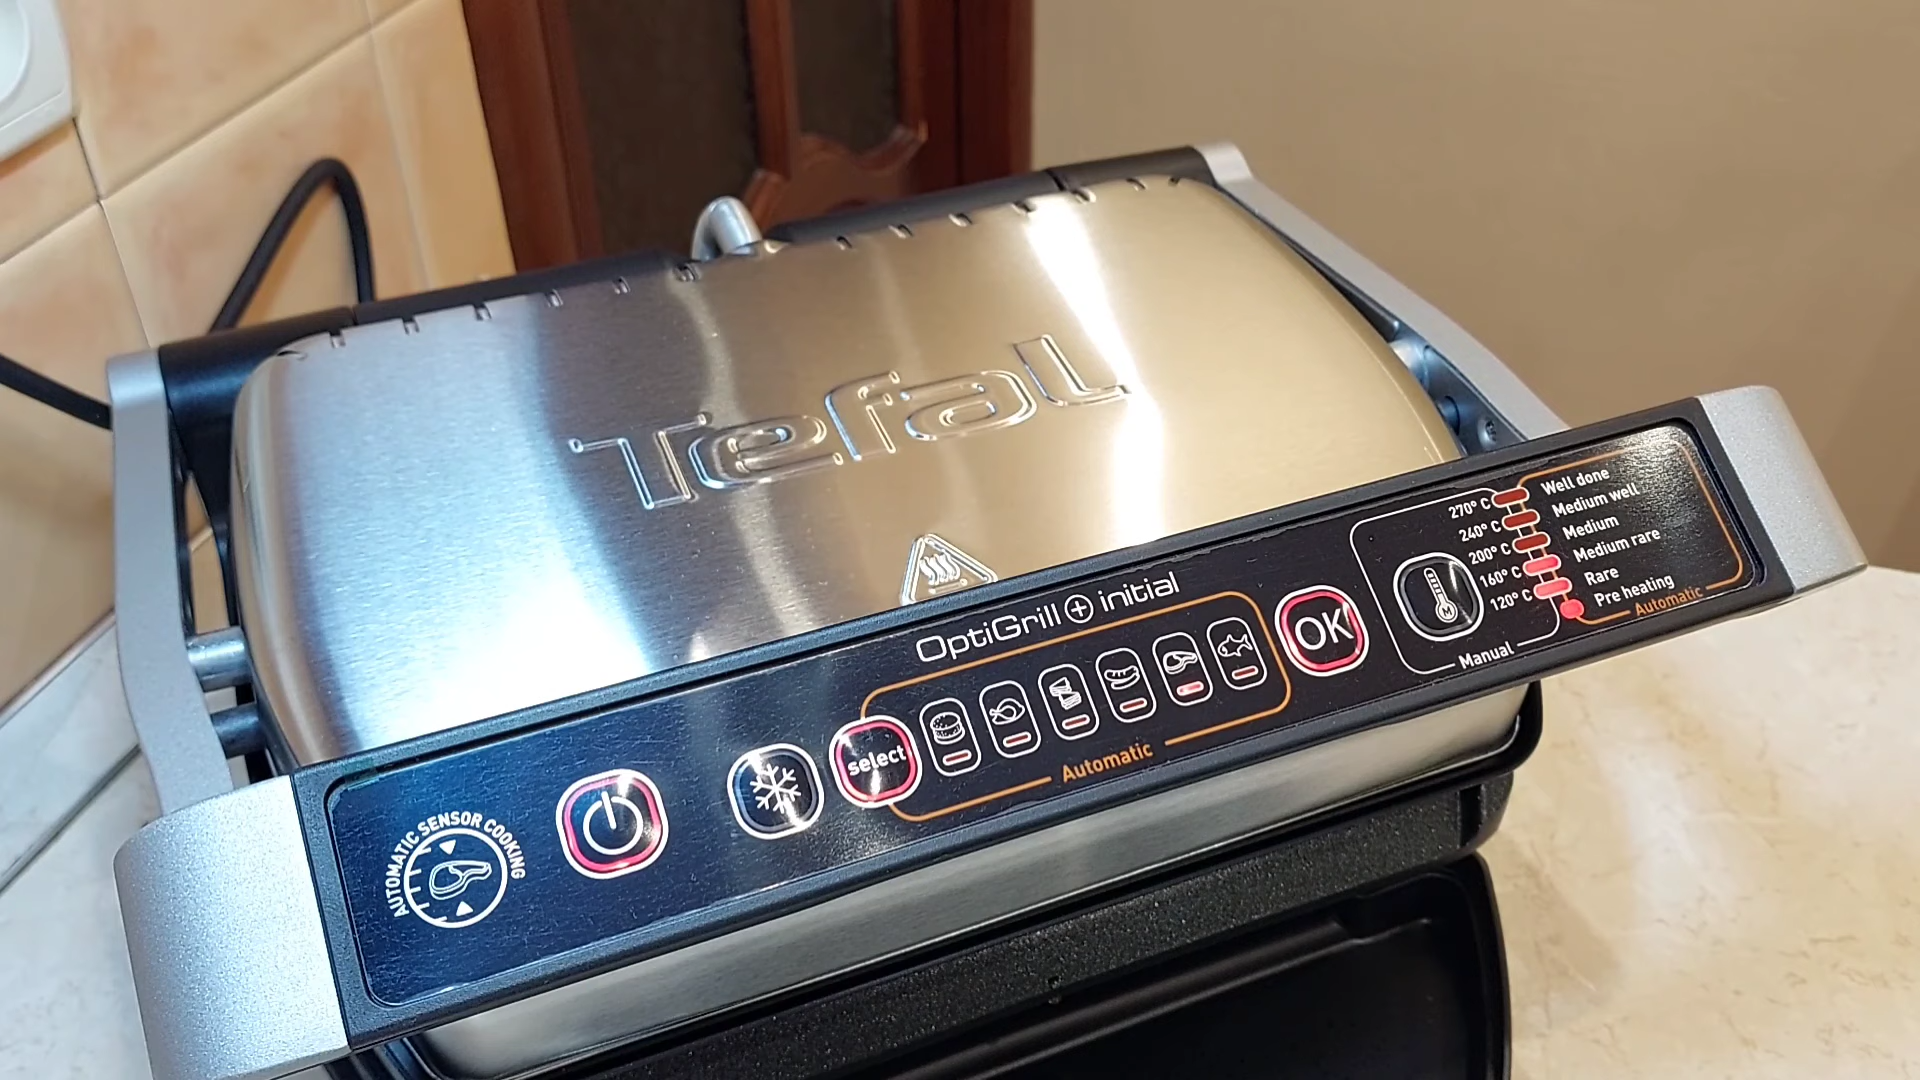 Tefal
OptiGrill + initial
AUTOMATIC SENSOR COOKING
select
Automatic
OK
M
Manual
270° C Well done
240° C Medium well
200° C Medium
160° C Medium rare
120° C Rare
Pre heating
Automatic